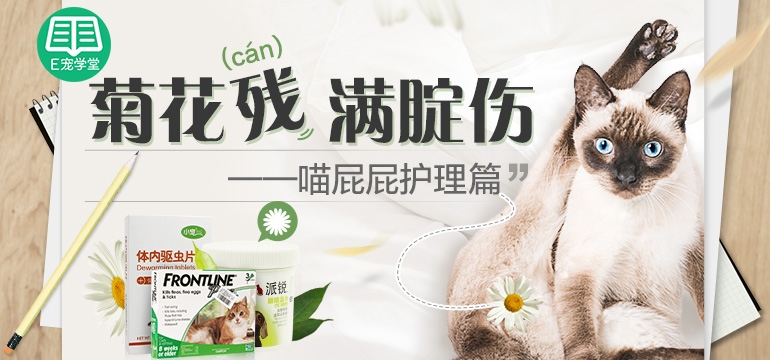 E宠学堂
(cán)
菊花残 满腚伤
——喵屁屁护理篇”
小宠
体内驱虫片
Deworming tablets
FRONTLINE
Kills fleas, flea eggs
& ticks
8 weeks
or older
派锐